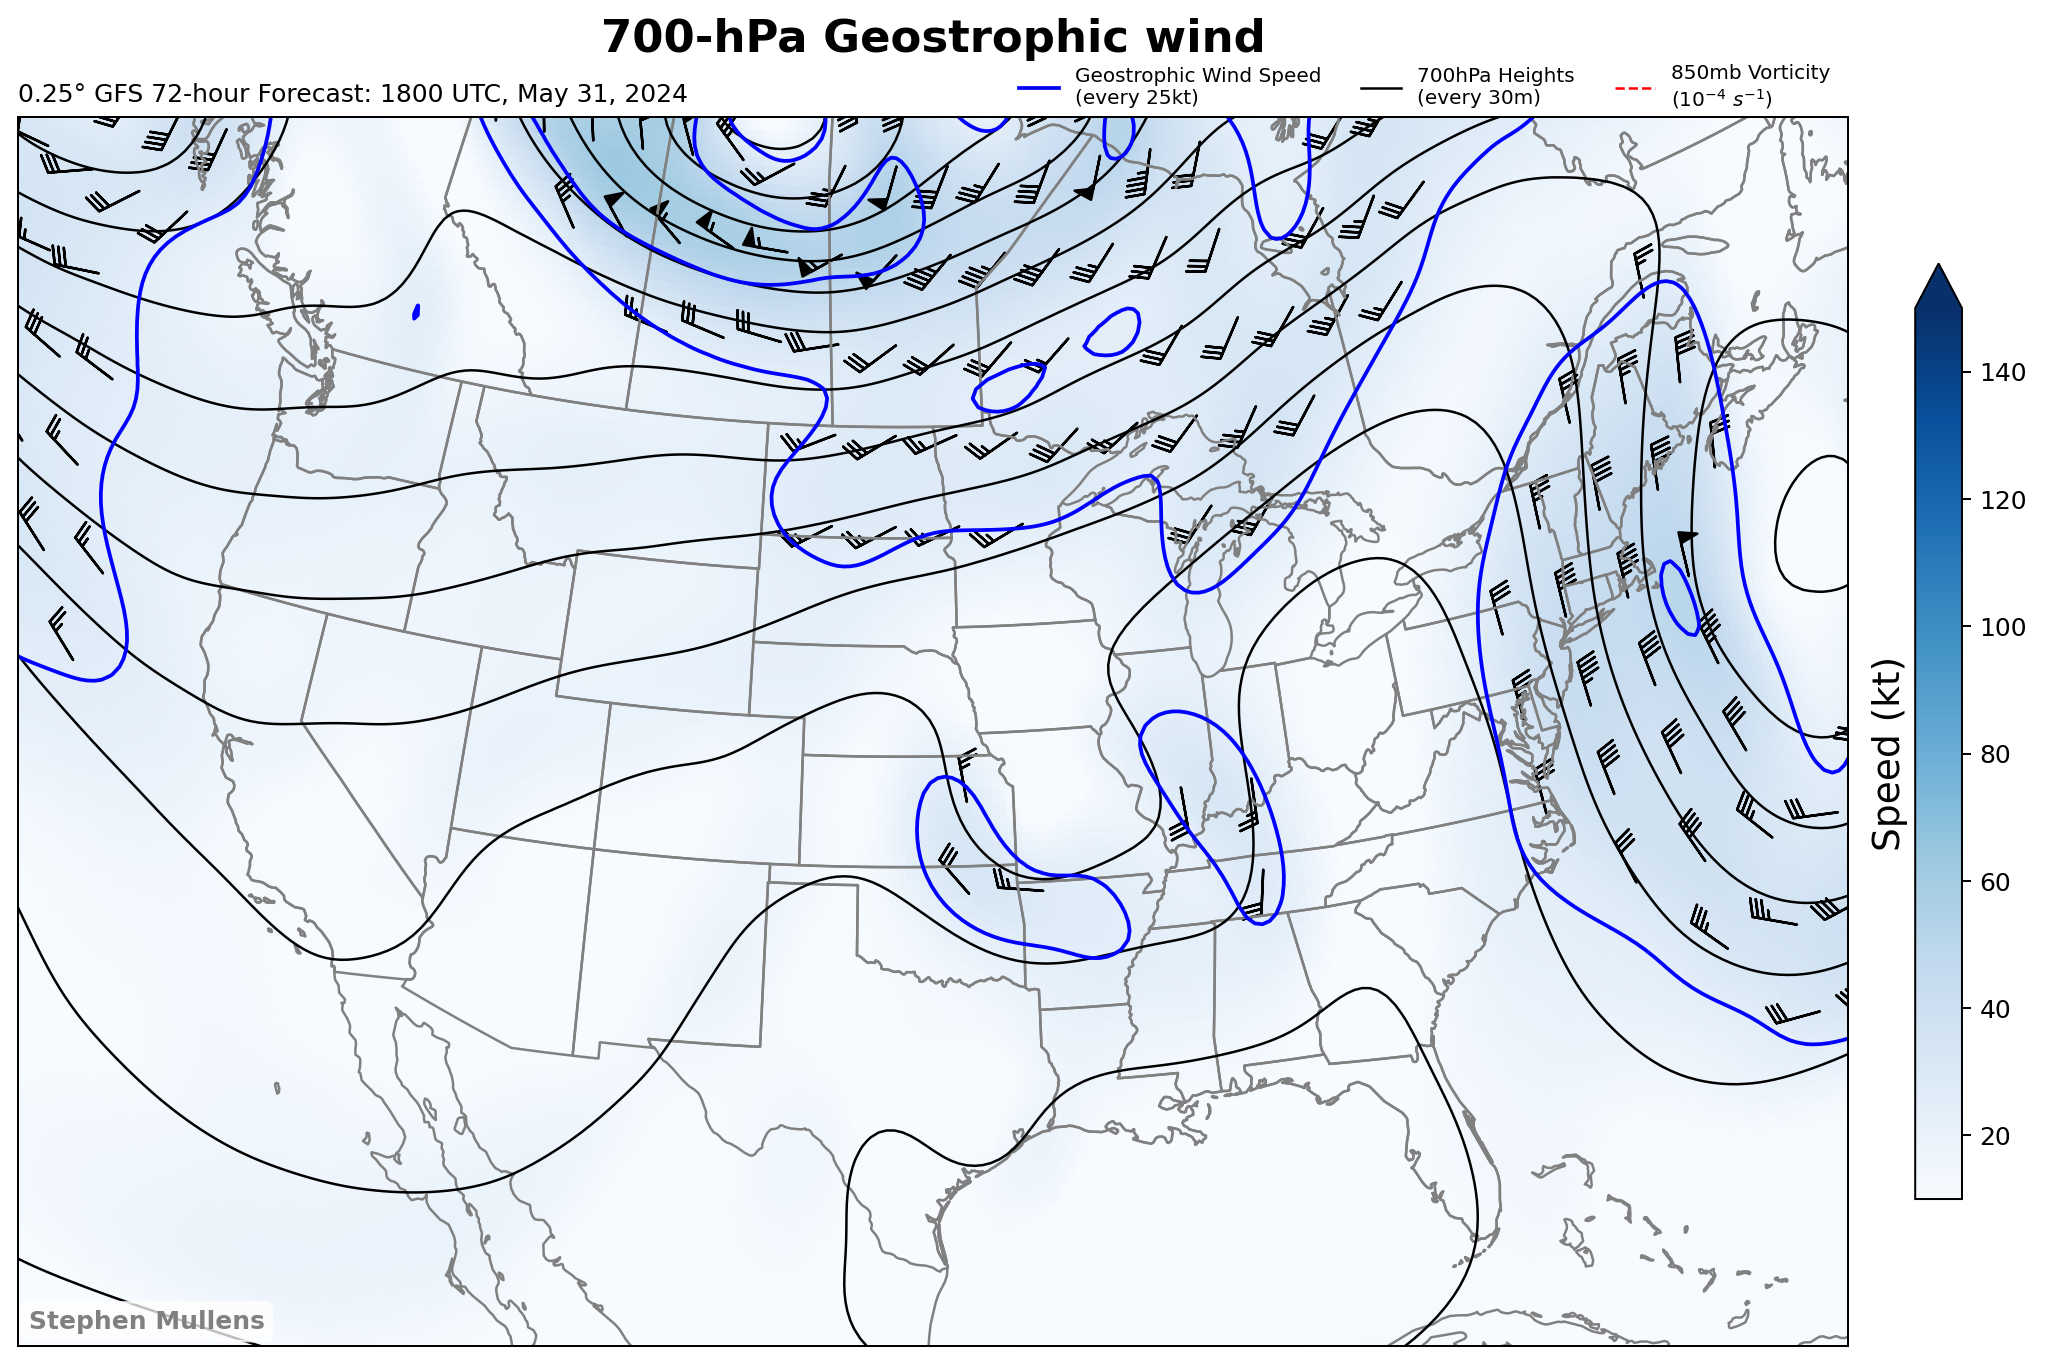 700-hPa Geostrophic wind
0.25° GFS 72-hour Forecast: 1800 UTC, May 31, 2024
Geostrophic Wind Speed
(every 25kt)
700hPa Heights
(every 30m)
850mb Vorticity
(10⁻⁴ s⁻¹)
140
120
100
80
60
40
20
Speed (kt)
Stephen Mullens